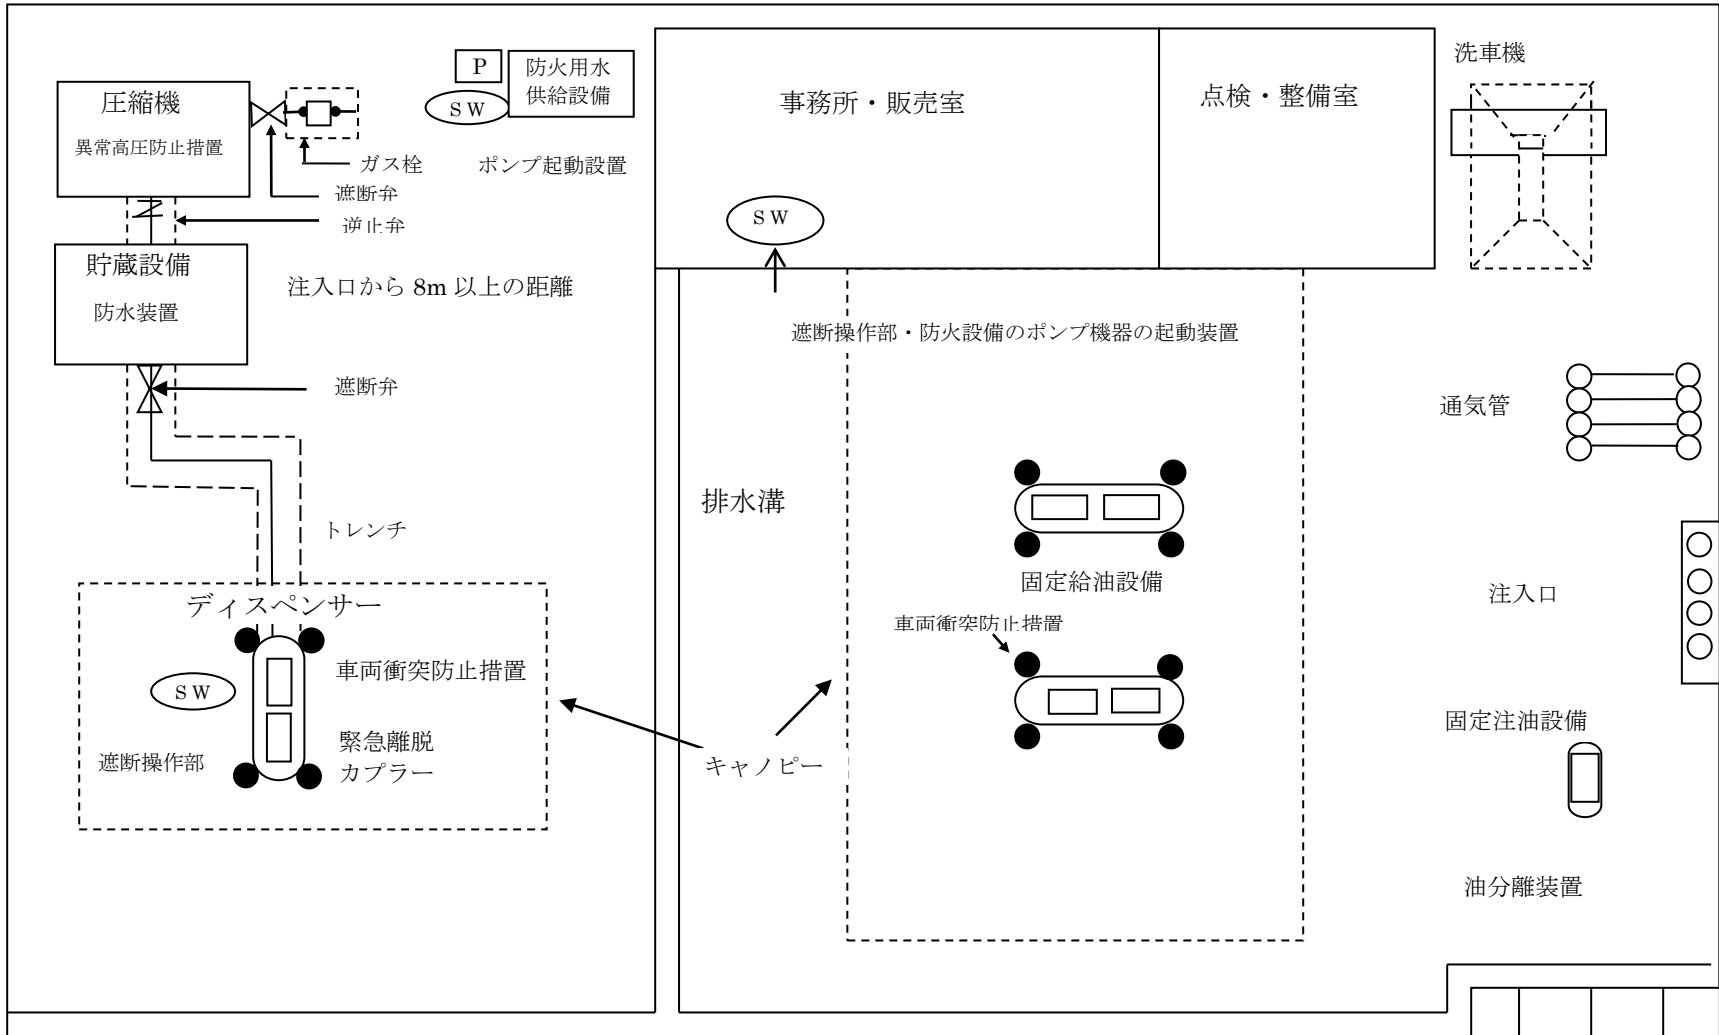 P
防火用水
供給設備
SW
圧縮機
異常高圧防止措置
ガス栓
ポンプ起動設置
遮断弁
逆止弁
貯蔵設備
防水装置
注入口から 8m 以上の距離
遮断弁
トレンチ
ディスペンサー
車両衝突防止措置
SW
緊急離脱
カプラー
遮断操作部
キャノピー
事務所・販売室
点検・整備室
洗車機
SW
遮断操作部・防火設備のポンプ機器の起動装置
通気管
排水溝
固定給油設備
注入口
車両衝突防止措置
固定注油設備
油分離装置